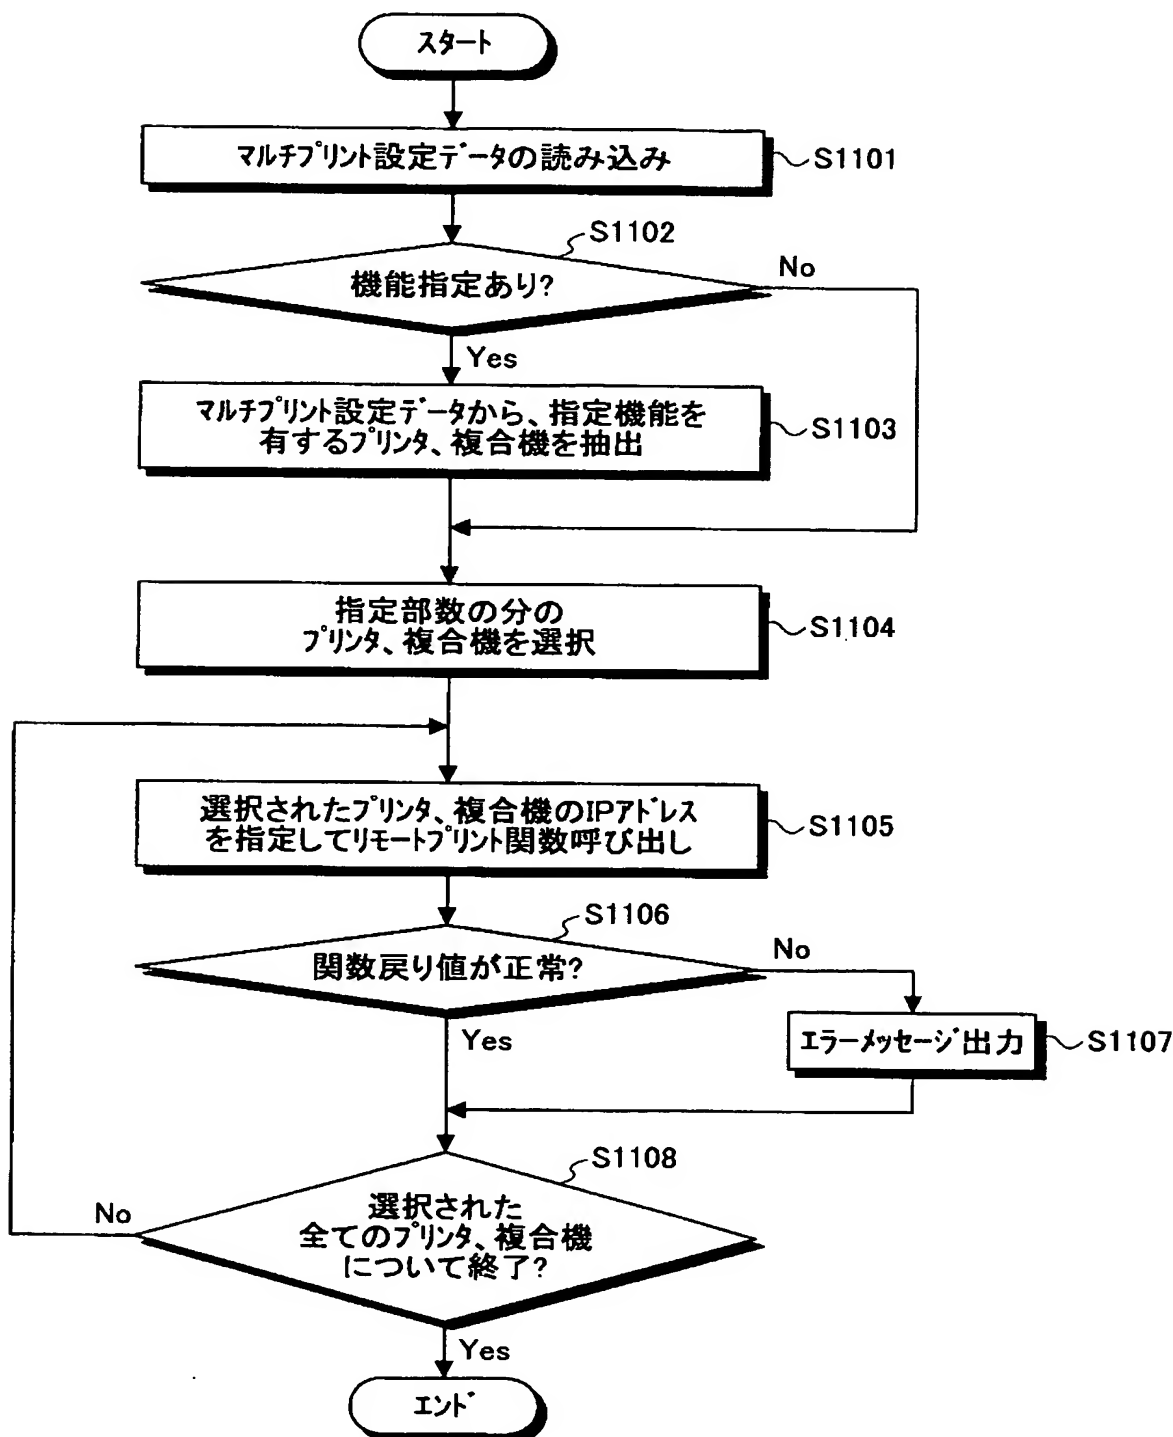 スタート
マルチプリント設定データの読み込み
S1101
S1102
機能指定あり?
No
Yes
マルチプリント設定データから、指定機能を
有するプリンタ、複合機を抽出
S1103
指定部数の分の
プリンタ、複合機を選択
S1104
選択されたプリンタ、複合機のIPアドレス
を指定してリモートプリント関数呼び出し
S1105
S1106
関数戻り値が正常?
No
Yes
エラーメッセージ出力
S1107
S1108
選択された
全てのプリンタ、複合機
について終了?
No
Yes
エンド